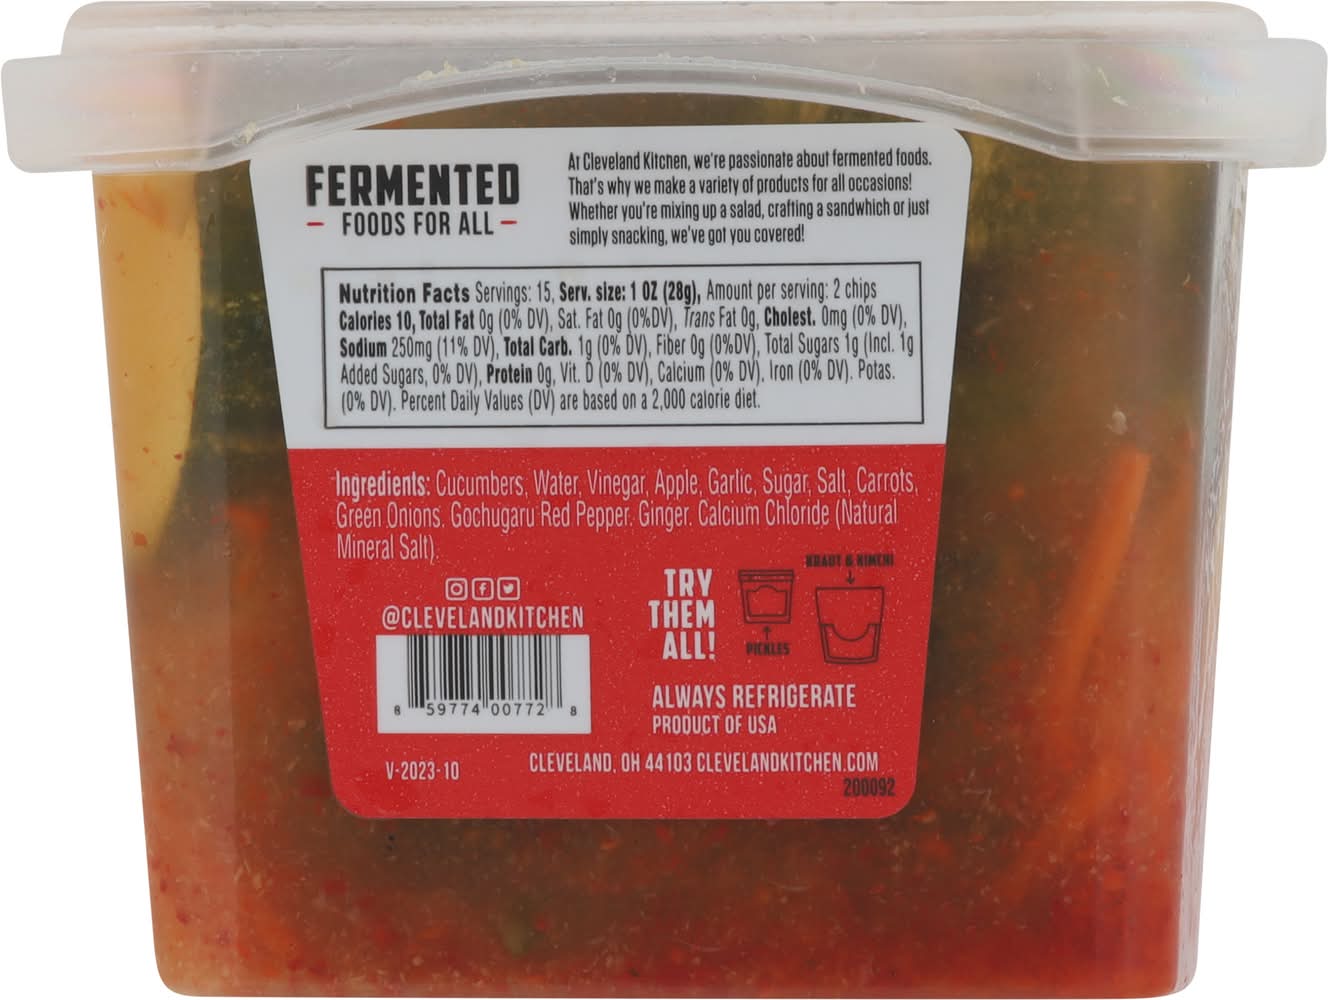 FERMENTED
– FOODS FOR ALL –
At Cleveland Kitchen, we're passionate about fermented foods.
That's why we make a variety of products for all occasions!
Whether you're mixing up a salad, crafting a sandwhich or just
simply snacking, we've got you covered!
Nutrition Facts Servings: 15, Serv. size: 1 OZ (28g), Amount per serving: 2 chips
Calories 10, Total Fat 0g (0% DV), Sat. Fat 0g (0%DV), Trans Fat 0g, Cholest. 0mg (0% DV),
Sodium 250mg (11% DV), Total Carb. 1g (0% DV), Fiber 0g (0%DV), Total Sugars 1g (Incl. 1g
Added Sugars, 0% DV), Protein 0g, Vit. D (0% DV), Calcium (0% DV). Iron (0% DV). Potas.
(0% DV). Percent Daily Values (DV) are based on a 2,000 calorie diet.
Ingredients: Cucumbers, Water, Vinegar, Apple, Garlic, Sugar, Salt, Carrots,
Green Onions. Gochugaru Red Pepper. Ginger. Calcium Chloride (Natural
Mineral Salt).
@CLEVELANDKITCHEN
8 59774 00772 8
V-2023-10
TRY
THEM
ALL!
KRAUT & KIMCHI
PICKLES
ALWAYS REFRIGERATE
PRODUCT OF USA
CLEVELAND, OH 44103 CLEVELANDKITCHEN.COM
200092